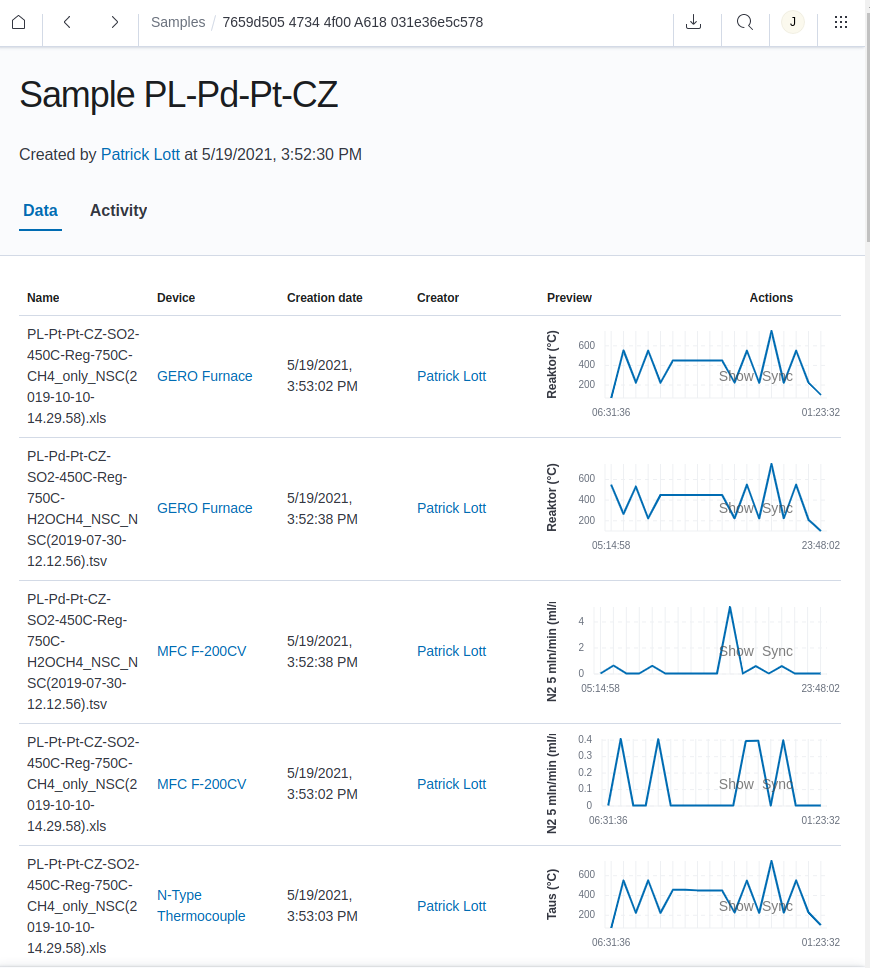 Samples / 7659d505 4734 4f00 A618 031e36e5c578
J
Sample PL-Pd-Pt-CZ
Created by Patrick Lott at 5/19/2021, 3:52:30 PM
Data Activity
Name Device Creation date Creator Preview Actions
PL-Pt-Pt-CZ-SO2-
450C-Reg-750C-
CH4_only_NSC(2
019-10-10-
14.29.58).xls
GERO Furnace
5/19/2021,
3:53:02 PM
Patrick Lott
Reaktor (°C)
600
400
200
06:31:36 01:23:32
Show Sync
PL-Pd-Pt-CZ-
SO2-450C-Reg-
750C-
H2OCH4_NSC_N
SC(2019-07-30-
12.12.56).tsv
GERO Furnace
5/19/2021,
3:52:38 PM
Patrick Lott
Reaktor (°C)
600
400
200
05:14:58 23:48:02
Show Sync
PL-Pd-Pt-CZ-
SO2-450C-Reg-
750C-
H2OCH4_NSC_N
SC(2019-07-30-
12.12.56).tsv
MFC F-200CV
5/19/2021,
3:52:38 PM
Patrick Lott
N2 5 mln/min (ml/
4
2
0
05:14:58 23:48:02
Show Sync
PL-Pt-Pt-CZ-SO2-
450C-Reg-750C-
CH4_only_NSC(2
019-10-10-
14.29.58).xls
MFC F-200CV
5/19/2021,
3:53:02 PM
Patrick Lott
N2 5 mln/min (ml/
0.4
0.3
0.2
0.1
0
06:31:36 01:23:32
Show Sync
PL-Pt-Pt-CZ-SO2-
450C-Reg-750C-
CH4_only_NSC(2
019-10-10-
14.29.58).xls
N-Type
Thermocouple
5/19/2021,
3:53:03 PM
Patrick Lott
Taus (°C)
600
400
200
06:31:36 01:23:32
Show Sync